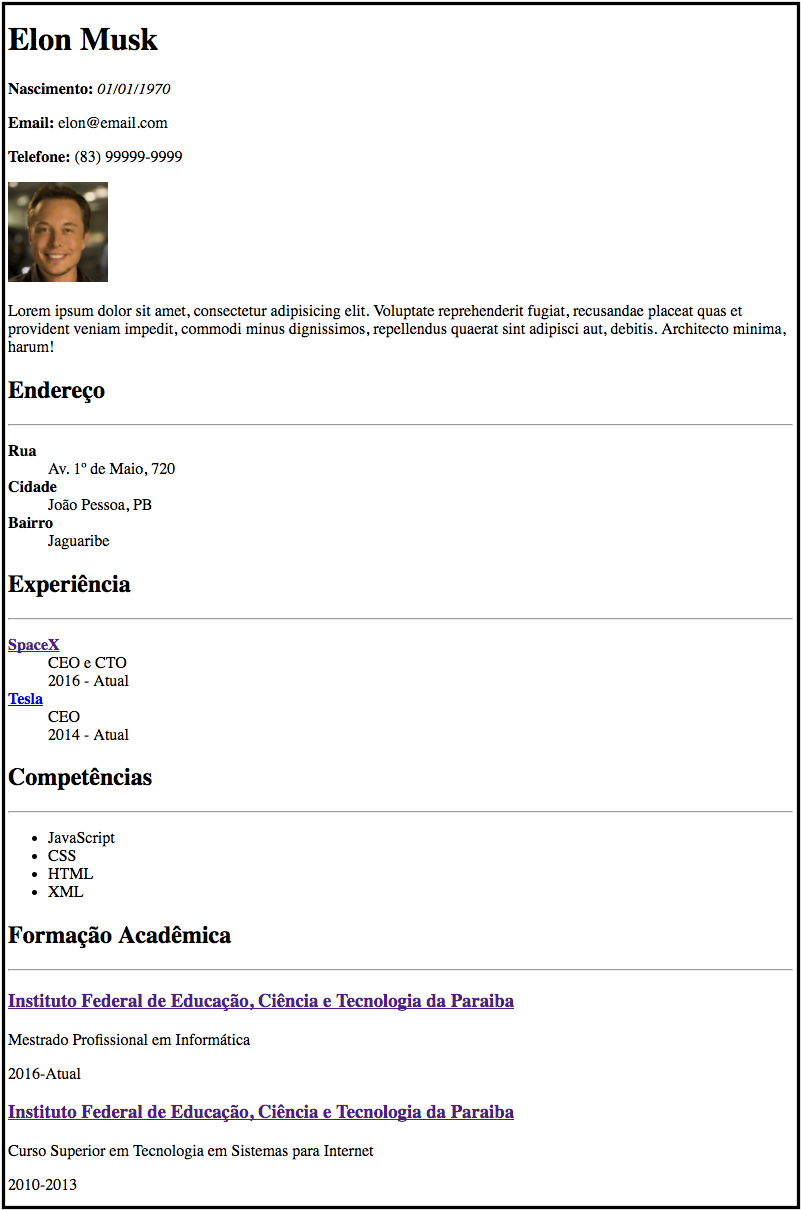 Elon Musk
Nascimento: 01/01/1970
Email: elon@email.com
Telefone: (83) 99999-9999
Lorem ipsum dolor sit amet, consectetur adipisicing elit. Voluptate reprehenderit fugiat, recusandae placeat quas et
provident veniam impedit, commodi minus dignissimos, repellendus quaerat sint adipisci aut, debitis. Architecto minima,
harum!
Endereço
Rua
Av. 1º de Maio, 720
Cidade
João Pessoa, PB
Bairro
Jaguaribe
Experiência
SpaceX
CEO e CTO
2016 - Atual
Tesla
CEO
2014 - Atual
Competências
• JavaScript
• CSS
• HTML
• XML
Formação Acadêmica
Instituto Federal de Educação, Ciência e Tecnologia da Paraiba
Mestrado Profissional em Informática
2016-Atual
Instituto Federal de Educação, Ciência e Tecnologia da Paraiba
Curso Superior em Tecnologia em Sistemas para Internet
2010-2013